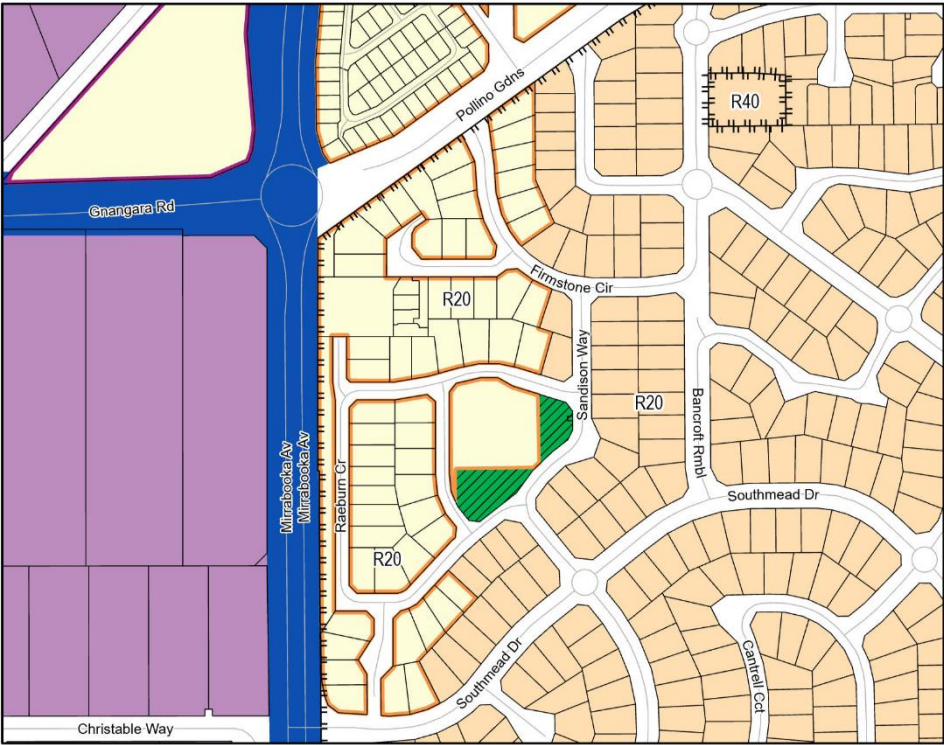 Pollino Gdns
R40
Gnangara Rd
Firmstone Cir
R20
Sandison Way
R20
Bancroft Rmbl
Mirrabooka Av
Mirrabooka Av
Raeburn Cr
Southmead Dr
R20
Southmead Dr
Cantrell Cct
Christable Way